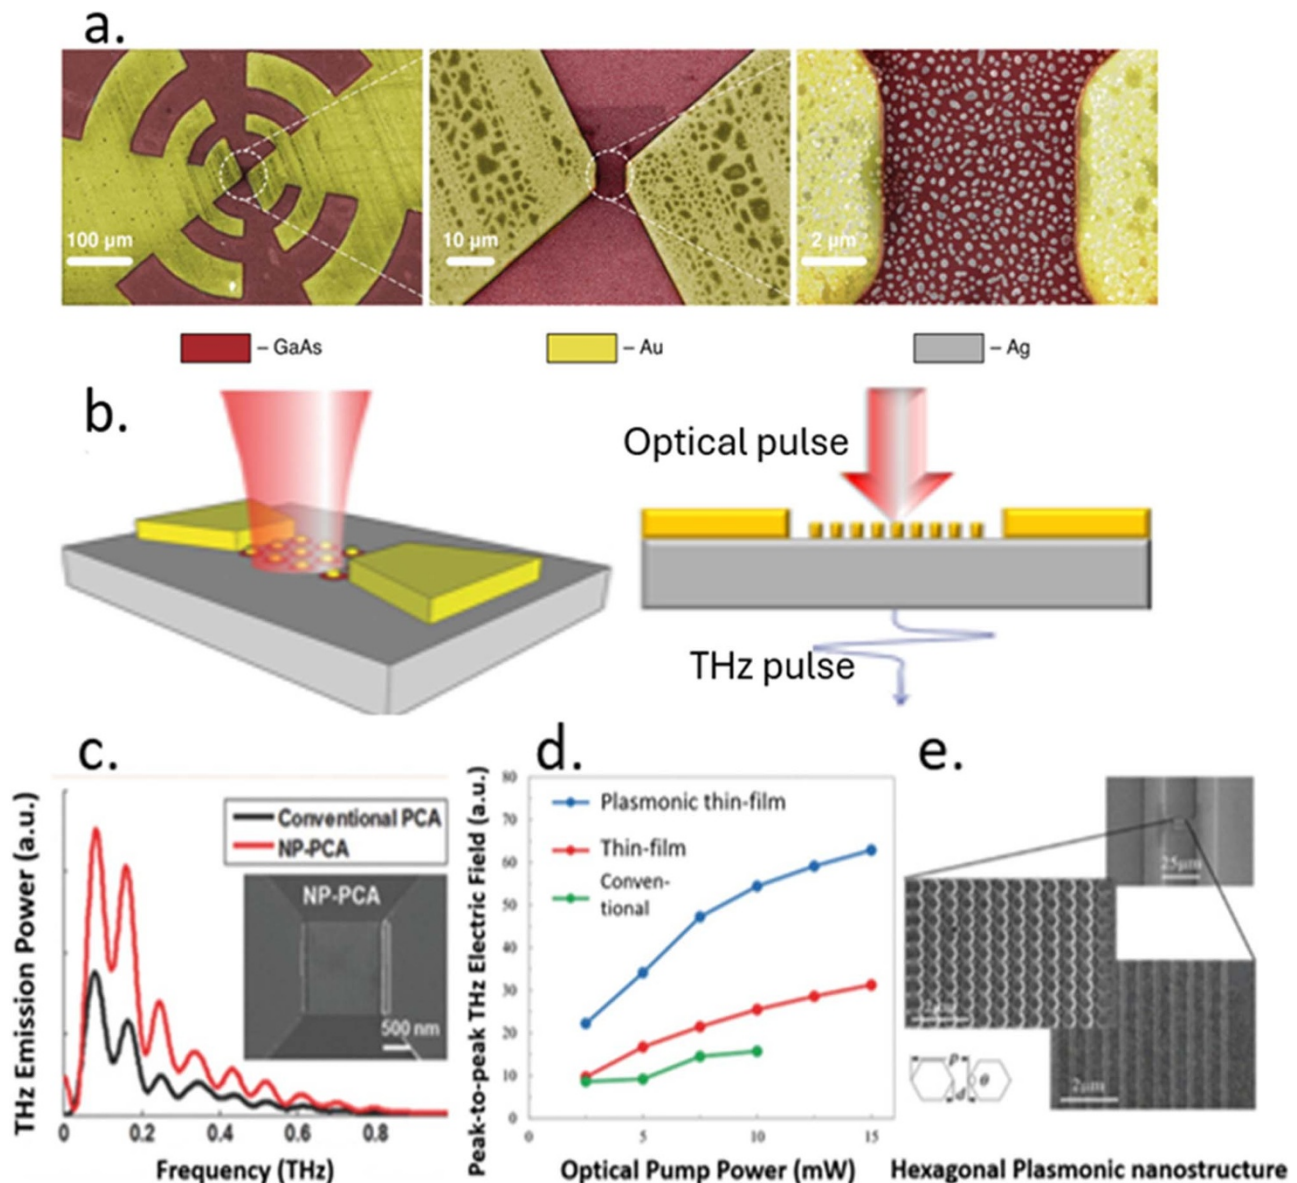 a.
100 µm
10 µm
2 µm
– GaAs
– Au
– Ag
b.
Optical pulse
THz pulse
c.
THz Emission Power (a.u.)
Conventional PCA
NP-PCA
NP-PCA
500 nm
0 0.2 0.4 0.6 0.8
Frequency (THz)
d.
Peak-to-peak THz Electric Field (a.u.)
80
70
60
50
40
30
20
10
0
Plasmonic thin-film
Thin-film
Conven-
tional
0 5 10 15
Optical Pump Power (mW)
e.
25µm
p
d
θ
2µm
Hexagonal Plasmonic nanostructure